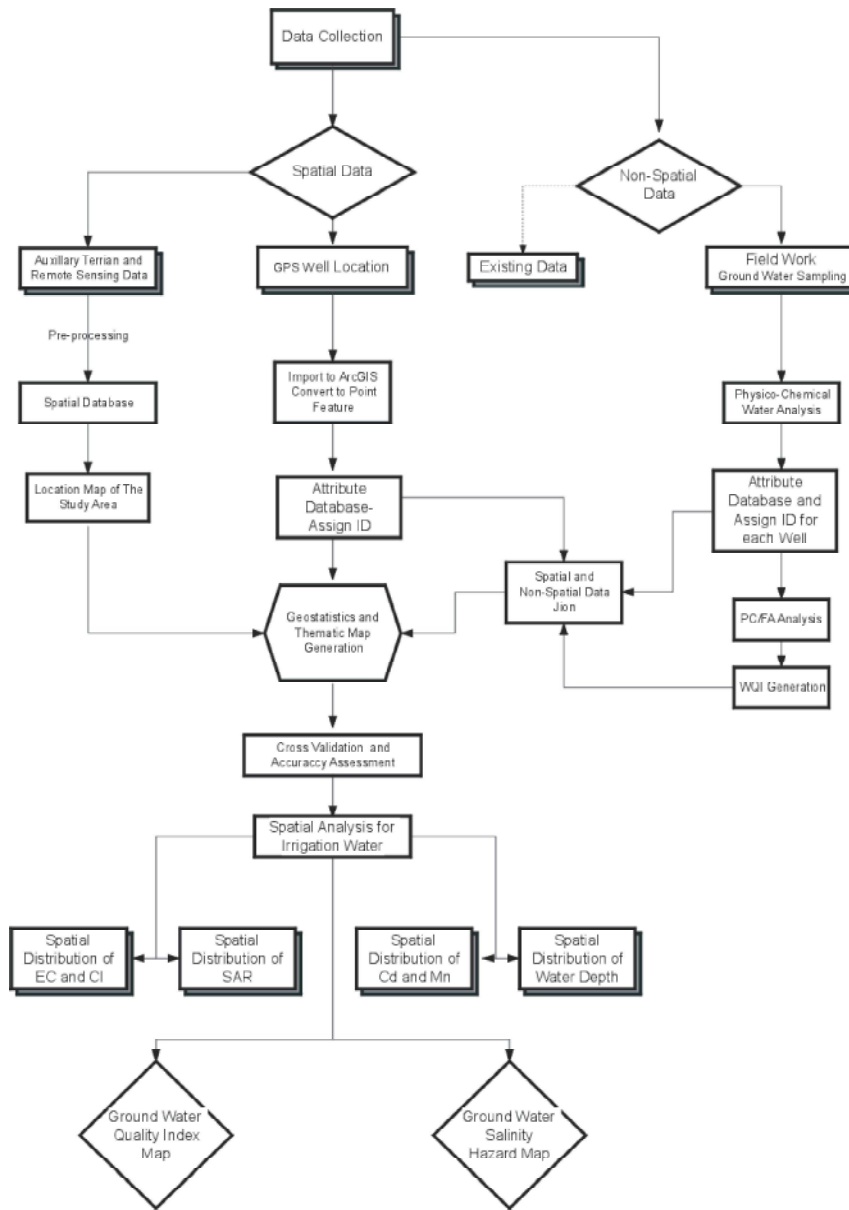 Data Collection
Spatial Data
Non-Spatial
Data
Auxillary Terrian and
Remote Sensing Data
GPS Well Location
Existing Data
Field Work
Ground Water Sampling
Pre-processing
Import to ArcGIS
Convert to Point
Feature
Spatial Database
Physico-Chemical
Water Analysis
Location Map of The
Study Area
Attribute
Database-
Assign ID
Attribute
Database and
Assign ID for
each Well
Spatial and
Non-Spatial Data
Jion
Geostatistics and
Thematic Map
Generation
PC/FA Analysis
WQI Generation
Cross Validation and
Accuraccy Assessment
Spatial Analysis for
Irrigation Water
Spatial
Distribution of
EC and Cl
Spatial
Distribution of
SAR
Spatial
Distribution of
Cd and Mn
Spatial
Distribution of
Water Depth
Ground Water
Quality Index
Map
Ground Water
Salinity
Hazard Map